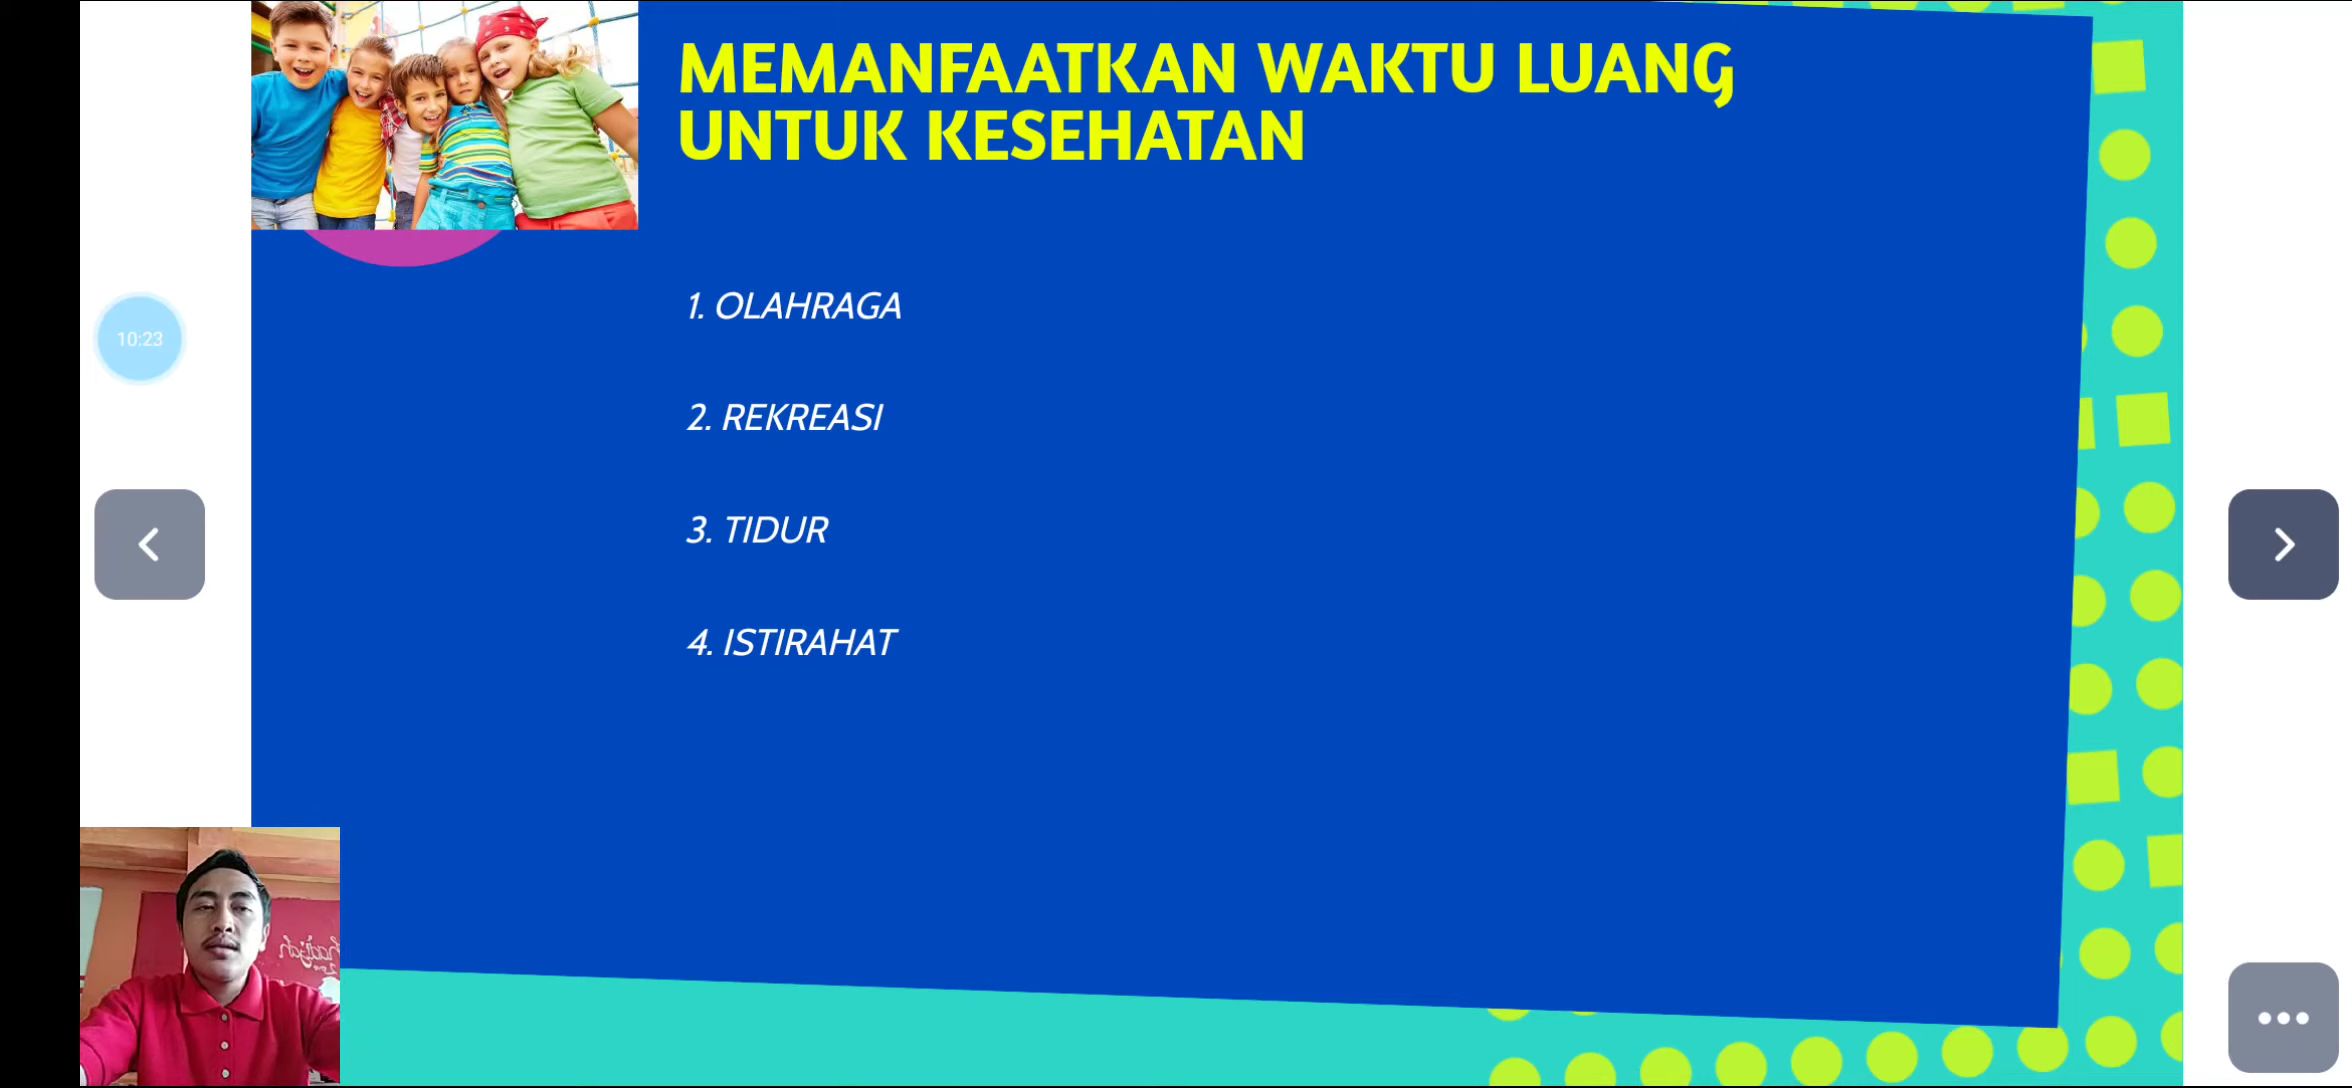 MEMANFAATKAN WAKTU LUANG
UNTUK KESEHATAN
1. OLAHRAGA
10:23
2. REKREASI
3. TIDUR
4. ISTIRAHAT